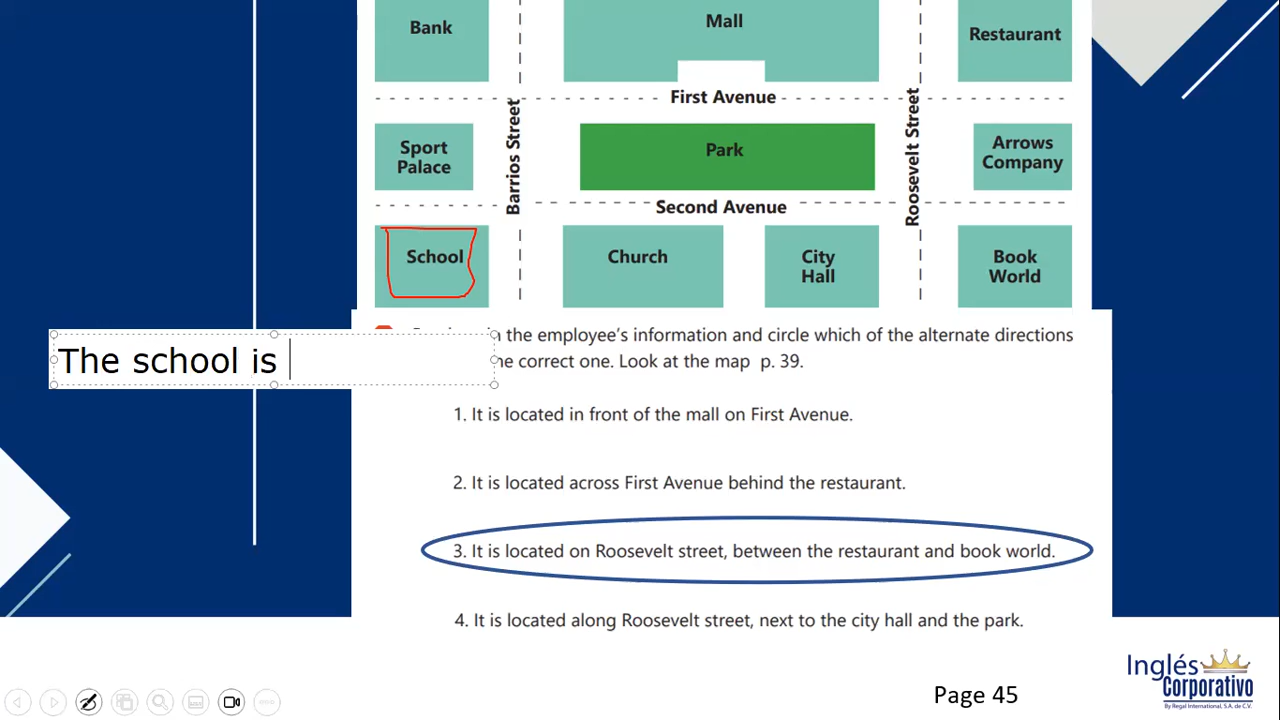 Bank
Mall
Restaurant
First Avenue
Barrios Street
Roosevelt Street
Sport
Palace
Park
Arrows
Company
Second Avenue
School
Church
City
Hall
Book
World
The school is
in the employee's information and circle which of the alternate directions
correct one. Look at the map p. 39.
1. It is located in front of the mall on First Avenue.
2. It is located across First Avenue behind the restaurant.
3. It is located on Roosevelt street, between the restaurant and book world.
4. It is located along Roosevelt street, next to the city hall and the park.
Inglés
Corporativo
By Regal International, S.A. de C.V.
Page 45